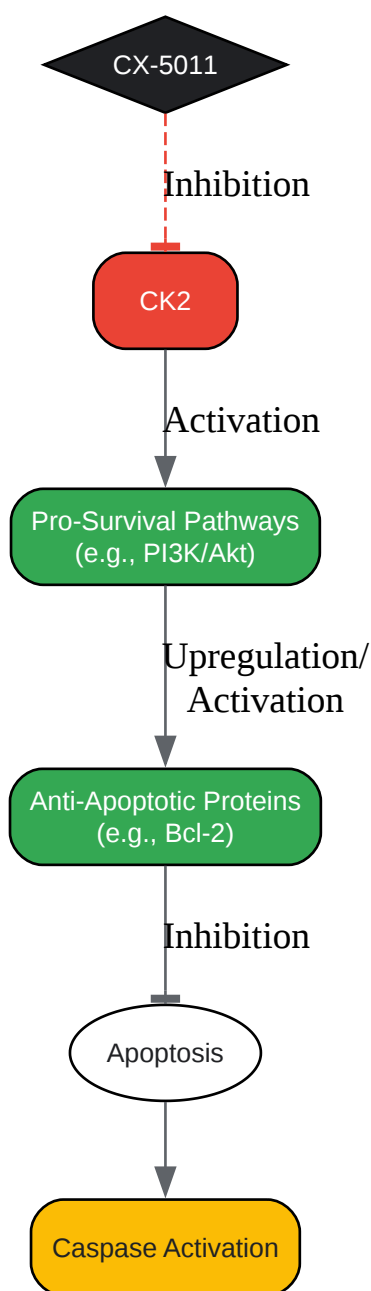 CX-5011
Inhibition
CK2
Activation
Pro-Survival Pathways
(e.g., PI3K/Akt)
Upregulation/
Activation
Anti-Apoptotic Proteins
(e.g., Bcl-2)
Inhibition
Apoptosis
Caspase Activation